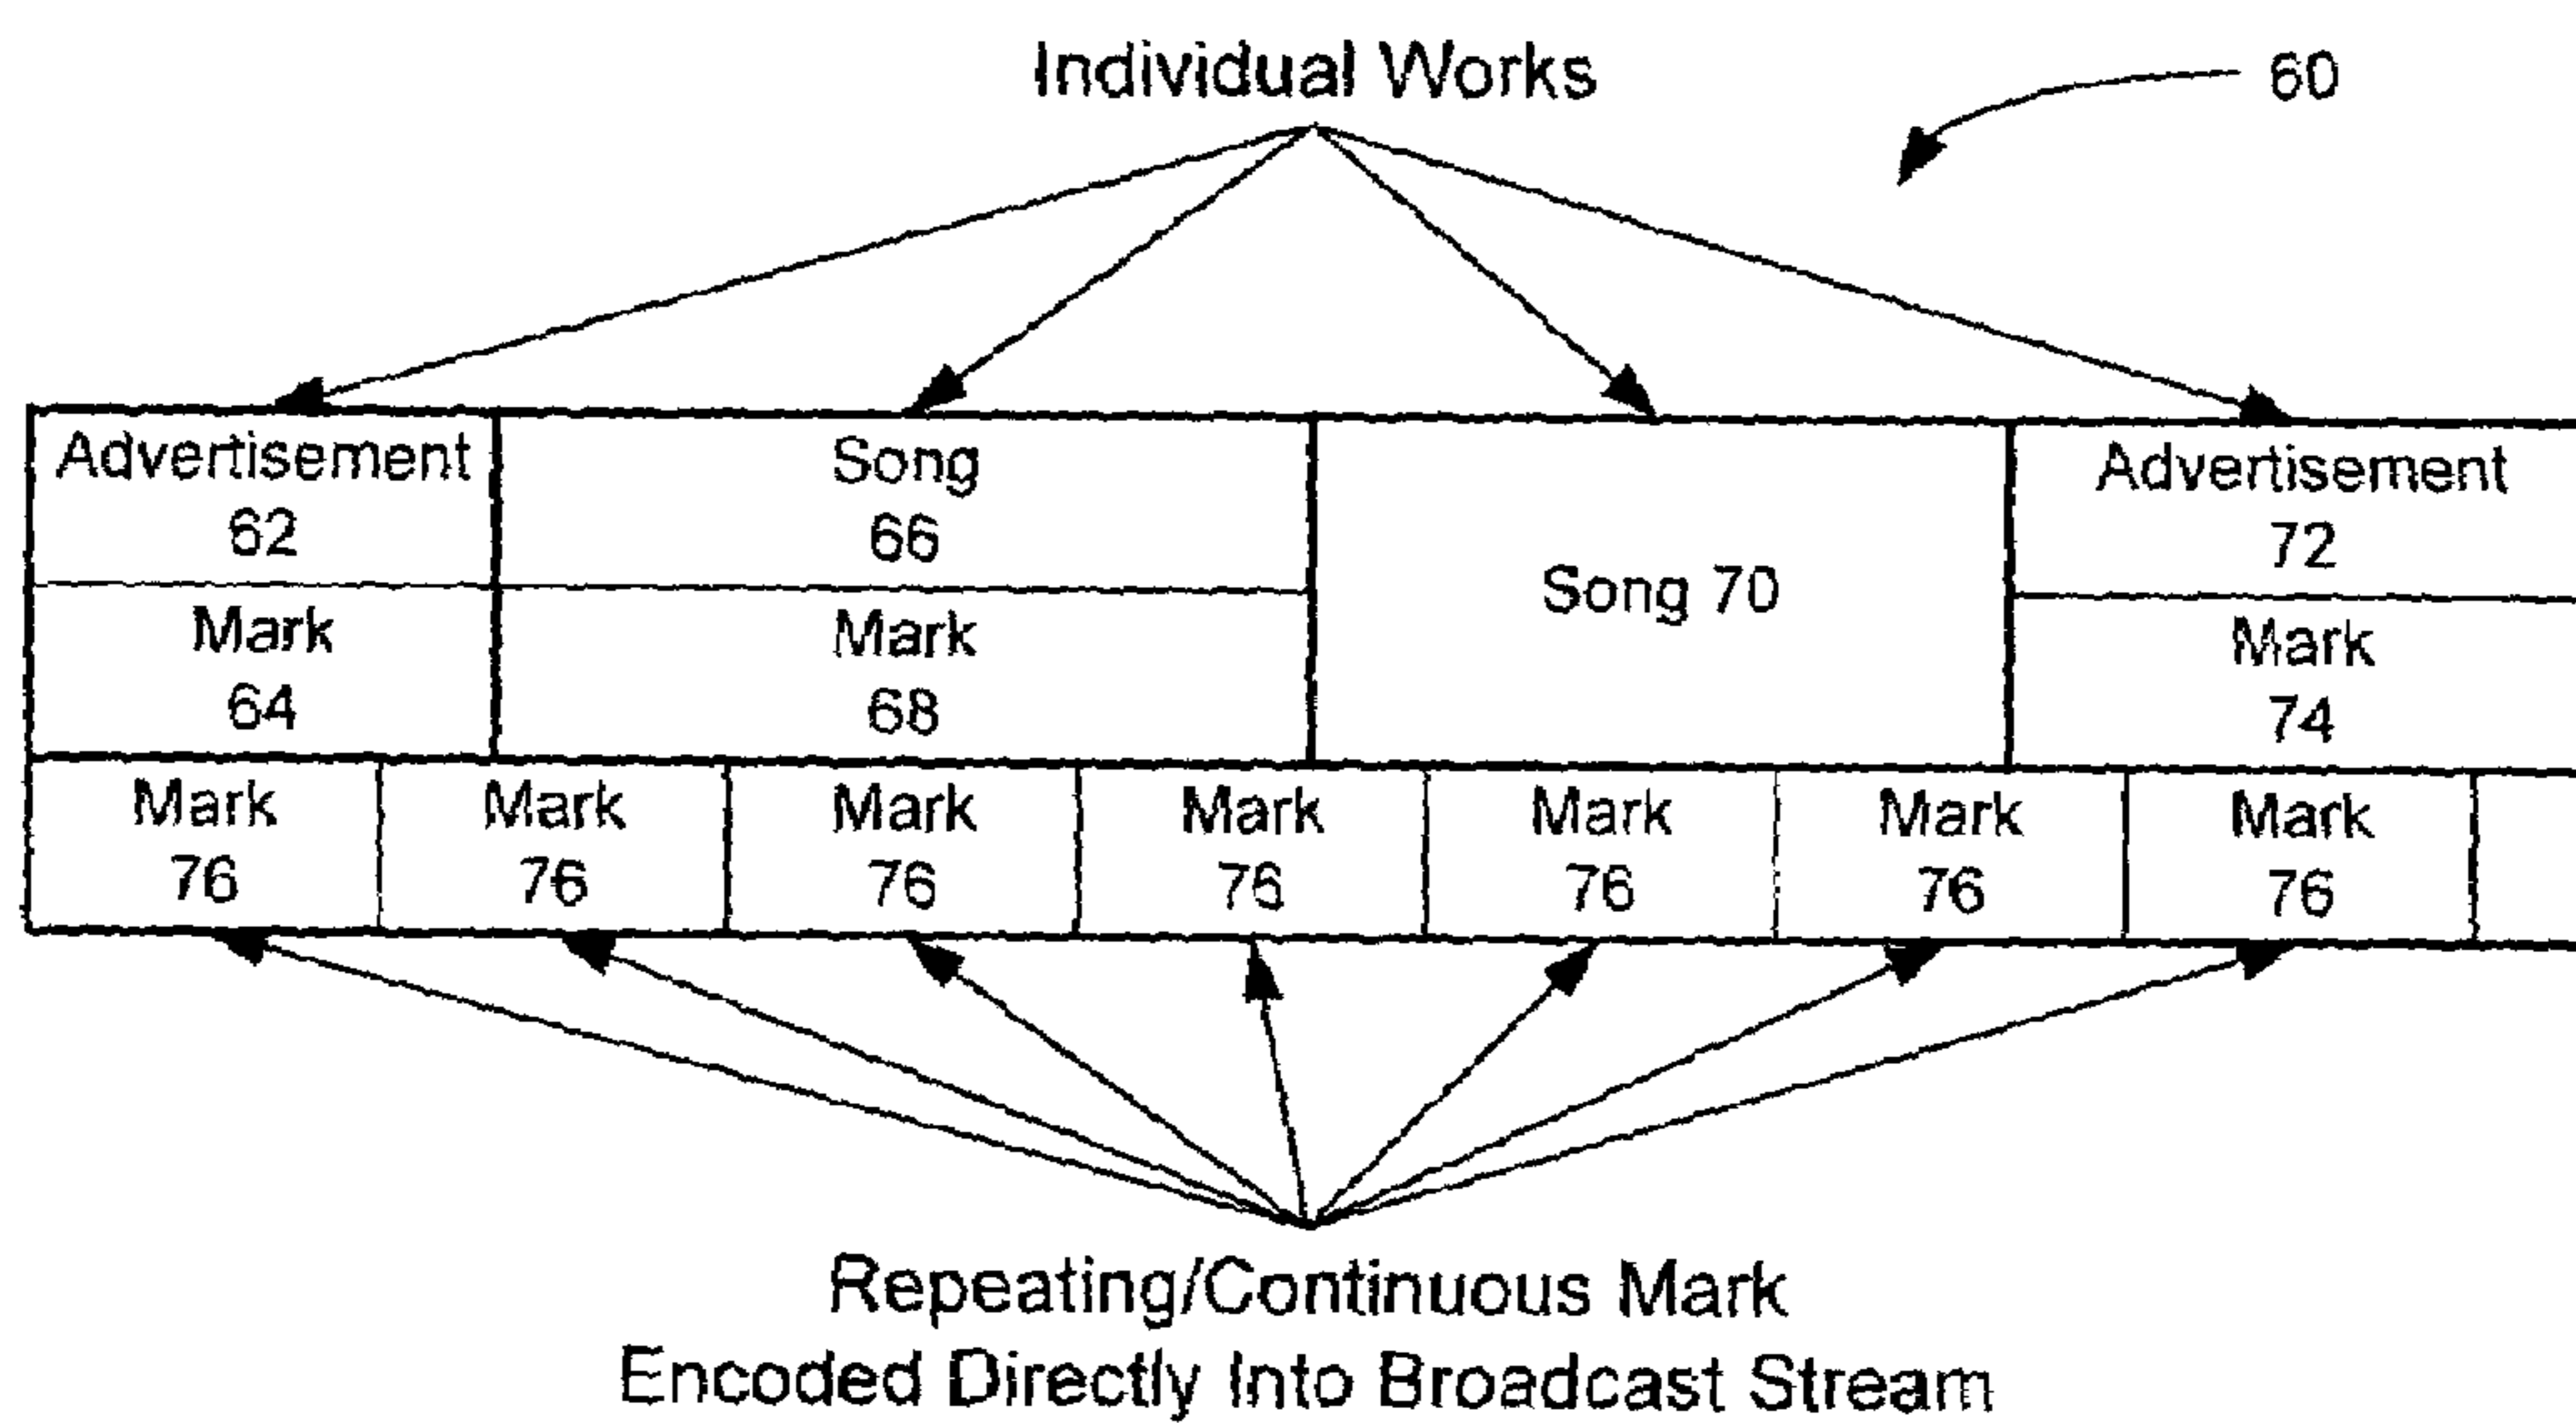 Individual Works
60
Advertisement
62
Song
66
Song 70
Advertisement
72
Mark
64
Mark
68
Mark
74
Mark
76
Mark
76
Mark
76
Mark
76
Mark
76
Mark
76
Mark
76
Repeating/Continuous Mark
Encoded Directly Into Broadcast Stream